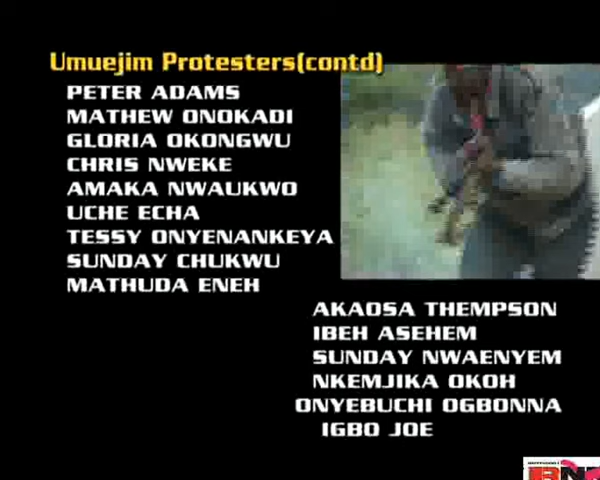 Umuejim Protesters(contd)
PETER ADAMS
MATHEW ONOKADI
GLORIA OKONGWU
CHRIS NWEKE
AMAKA NWAUKWO
UCHE ECHA
TESSY ONYENANKEYA
SUNDAY CHUKWU
MATHUDA ENEH
AKAOSA THEMPSON
IBEH ASEHEM
SUNDAY NWAENYEM
NKEMJIKA OKOH
ONYEBUCHI OGBONNA
IGBO JOE